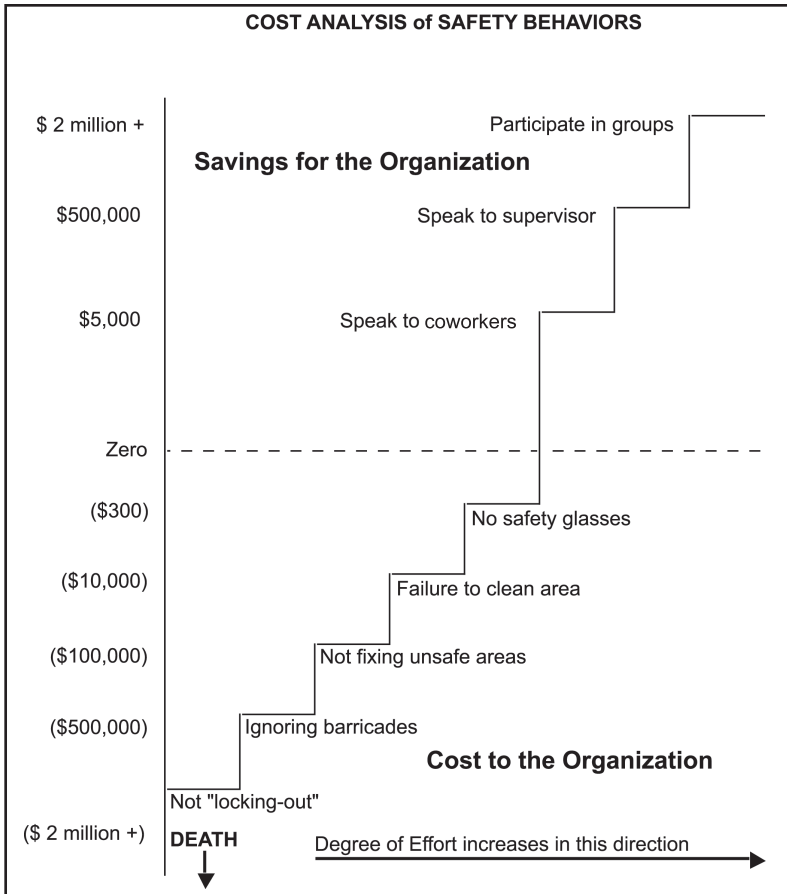 COST ANALYSIS of SAFETY BEHAVIORS
$ 2 million +
Participate in groups
Savings for the Organization
$500,000
Speak to supervisor
$5,000
Speak to coworkers
Zero
($300)
No safety glasses
($10,000)
Failure to clean area
($100,000)
Not fixing unsafe areas
($500,000)
Ignoring barricades
Cost to the Organization
Not "locking-out"
($ 2 million +)
DEATH
Degree of Effort increases in this direction